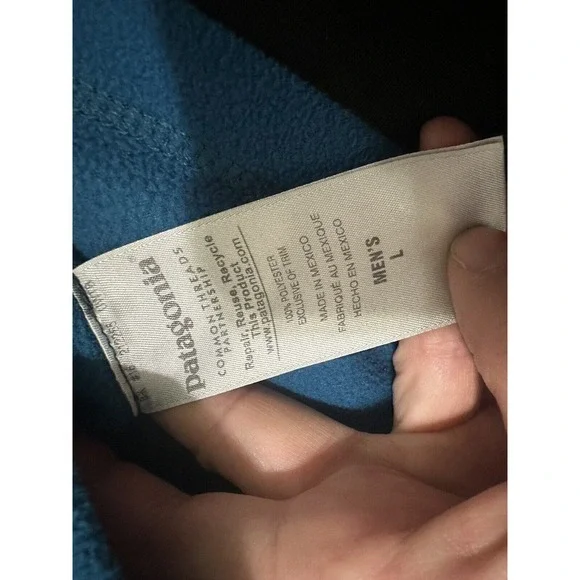 patagonia
COMMON THREADS
PARTNERSHIP
Repair, Reuse, Recycle
This Product.
www.patagonia.com
100% POLYESTER
EXCLUSIVE OF TRIM
MADE IN MEXICO
FABRIQUÉ AU MEXIQUE
HECHO EN MEXICO
MEN'S
L